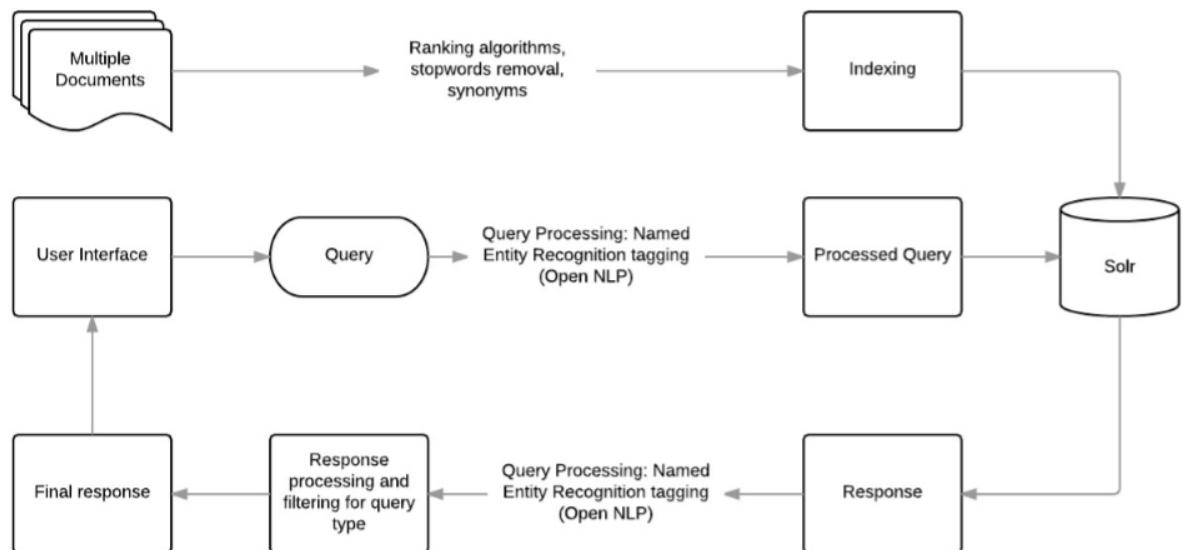 Multiple
Documents
Ranking algorithms,
stopwords removal,
synonyms
Indexing
User Interface
Query
Query Processing: Named
Entity Recognition tagging
(Open NLP)
Processed Query
Solr
Final response
Response
processing and
filtering for query
type
Query Processing: Named
Entity Recognition tagging
(Open NLP)
Response